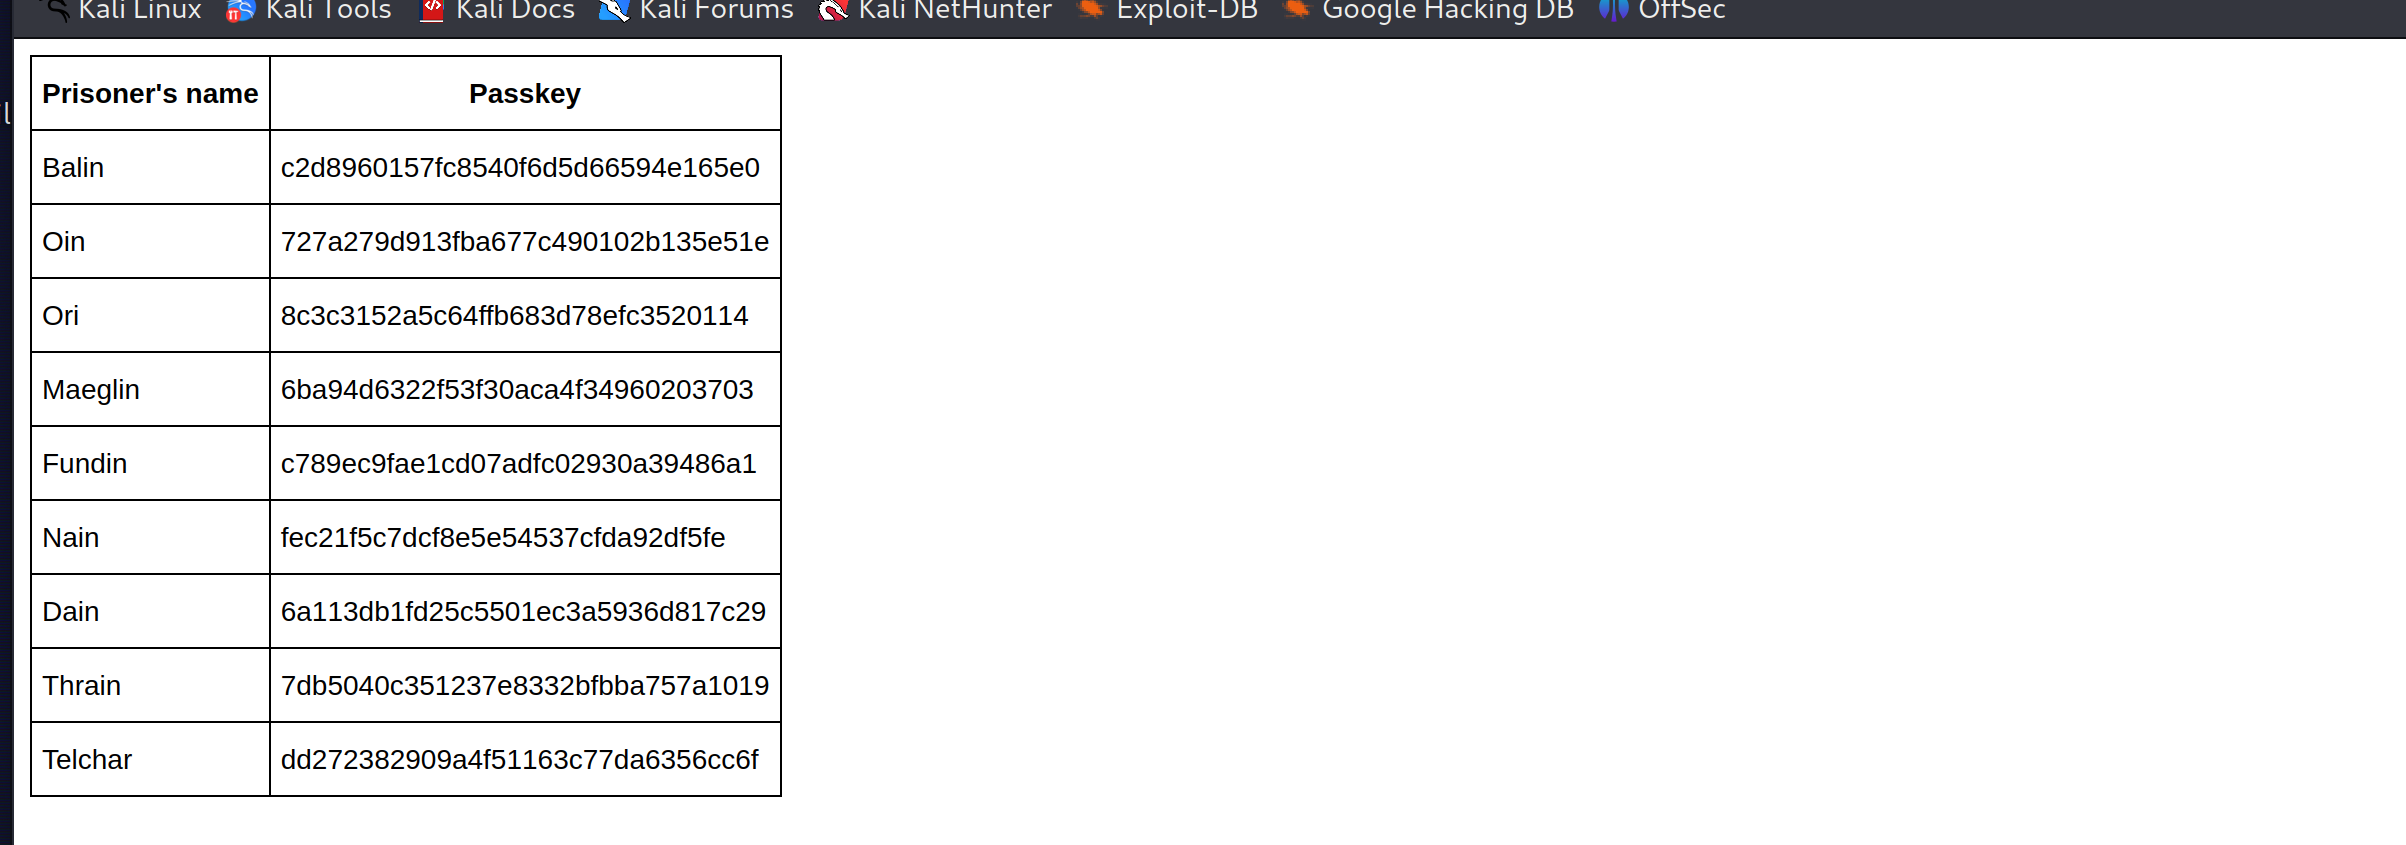 Kali Linux Kali Tools Kali Docs Kali Forums Kali NetHunter Exploit-DB Google Hacking DB OffSec
Prisoner's name Passkey
Balin c2d8960157fc8540f6d5d66594e165e0
Oin 727a279d913fba677c490102b135e51e
Ori 8c3c3152a5c64ffb683d78efc3520114
Maeglin 6ba94d6322f53f30aca4f34960203703
Fundin c789ec9fae1cd07adfc02930a39486a1
Nain fec21f5c7dcf8e5e54537cfda92df5fe
Dain 6a113db1fd25c5501ec3a5936d817c29
Thrain 7db5040c351237e8332bfbba757a1019
Telchar dd272382909a4f51163c77da6356cc6f